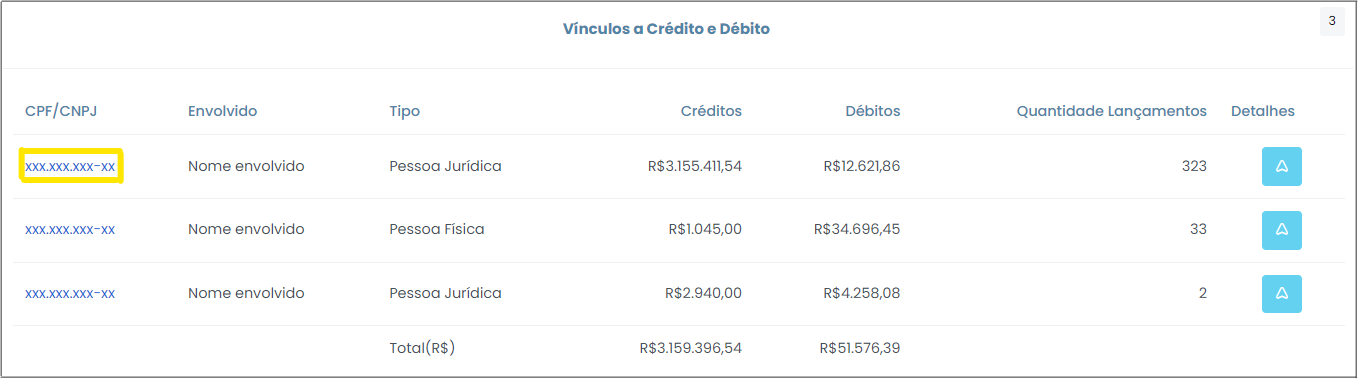 Vínculos a Crédito e Débito
3
CPF/CNPJ Envolvido Tipo Créditos Débitos Quantidade Lançamentos Detalhes
xxx.xxx.xxx-xx Nome envolvido Pessoa Jurídica R$3.155.411,54 R$12.621,86 323
xxx.xxx.xxx-xx Nome envolvido Pessoa Física R$1.045,00 R$34.696,45 33
xxx.xxx.xxx-xx Nome envolvido Pessoa Jurídica R$2.940,00 R$4.258,08 2
Total(R$) R$3.159.396,54 R$51.576,39